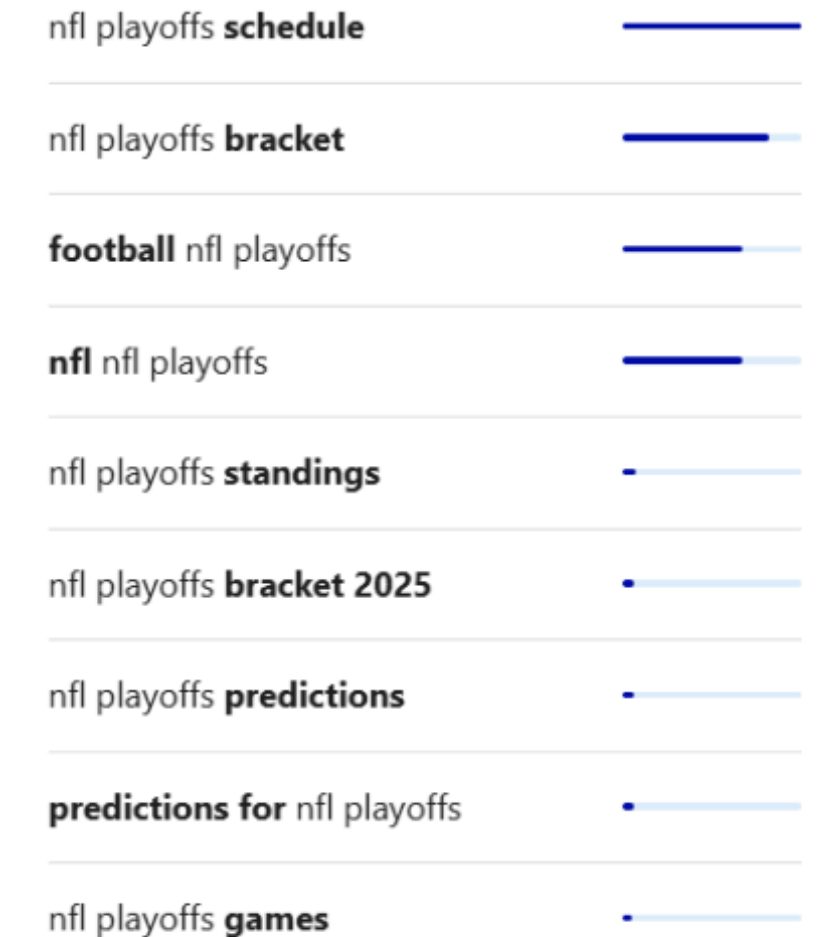 nfl playoffs schedule
nfl playoffs bracket
football nfl playoffs
nfl nfl playoffs
nfl playoffs standings
nfl playoffs bracket 2025
nfl playoffs predictions
predictions for nfl playoffs
nfl playoffs games